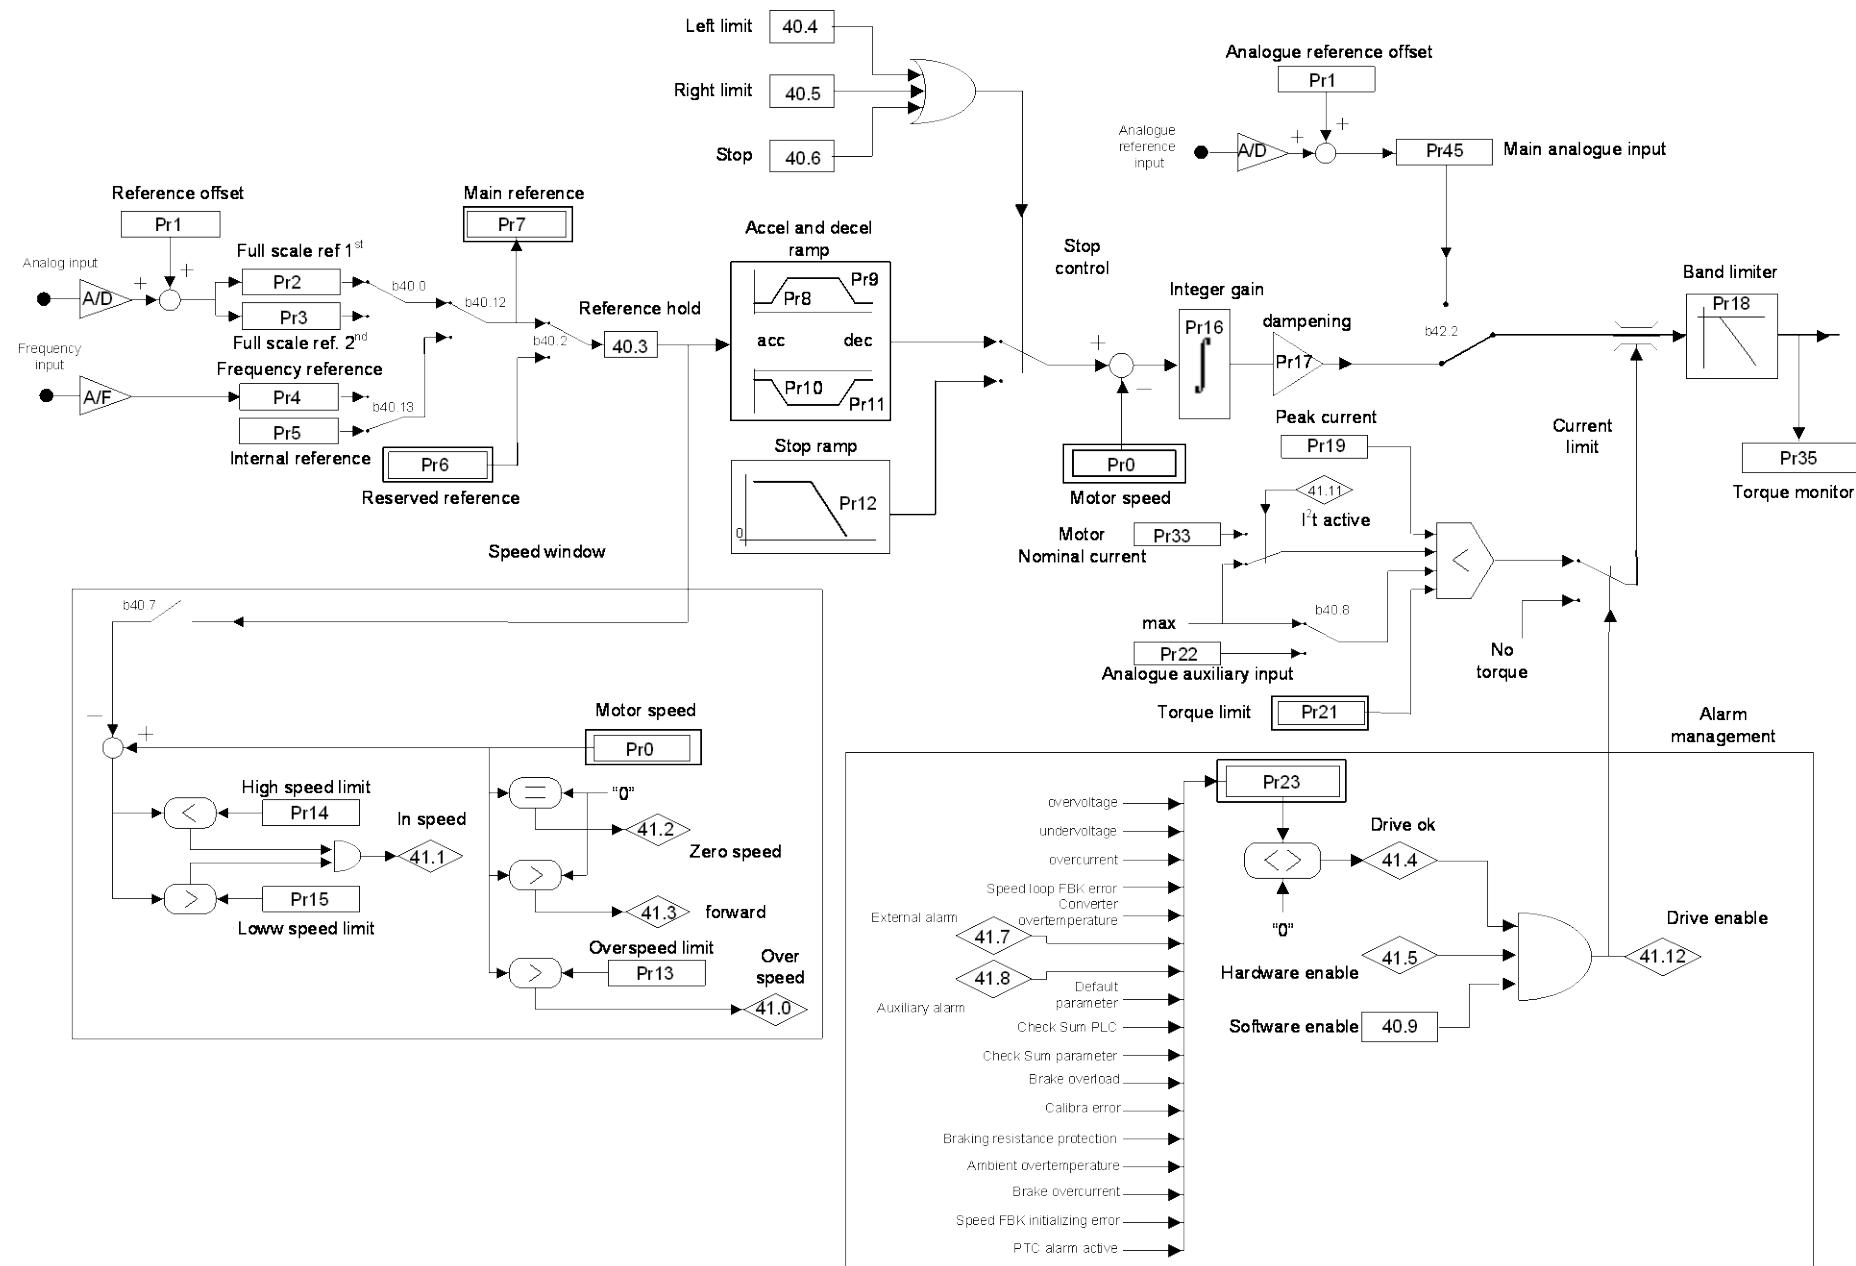 Left limit
40.4
Right limit
40.5
Stop
40.6
Analogue reference offset
Pr1
Analogue
reference
input
A/D
+
+
Pr45
Main analogue input
Reference offset
Pr1
Main reference
Pr7
Analog input
A/D
+
+
Full scale ref 1st
Pr2
Pr3
Full scale ref. 2nd
b40.0
b40.12
b40.2
Reference hold
40.3
Frequency
input
A/F
Frequency reference
Pr4
Pr5
Internal reference
b40.13
Pr6
Reserved reference
Accel and decel
ramp
Pr9
Pr8
acc
dec
Pr10
Pr11
Stop ramp
Pr12
0
Stop
control
+
−
Pr0
Motor speed
Integer gain
Pr16
∫
dampening
Pr17
b42.2
Band limiter
Pr18
Current
limit
Pr35
Torque monitor
Peak current
Pr19
41.11
I2t active
Motor
Nominal current
Pr33
<
b40.8
max
Pr22
Analogue auxiliary input
Torque limit
Pr21
No
torque
Speed window
b40.7
−
+
Motor speed
Pr0
High speed limit
<
Pr14
In speed
41.1
>
Pr15
Loww speed limit
=
"0"
41.2
Zero speed
>
41.3
forward
Overspeed limit
>
Pr13
Over
speed
41.0
Alarm
management
Pr23
overvoltage
undervoltage
overcurrent
Speed loop FBK error
Converter
overtemperature
External alarm
41.7
41.8
Auxiliary alarm
Default
parameter
Check Sum PLC
Check Sum parameter
Brake overload
Calibra error
Braking resistance protection
Ambient overtemperature
Brake overcurrent
Speed FBK initializing error
PTC alarm active
<>
"0"
Drive ok
41.4
Hardware enable
41.5
Software enable
40.9
Drive enable
41.12